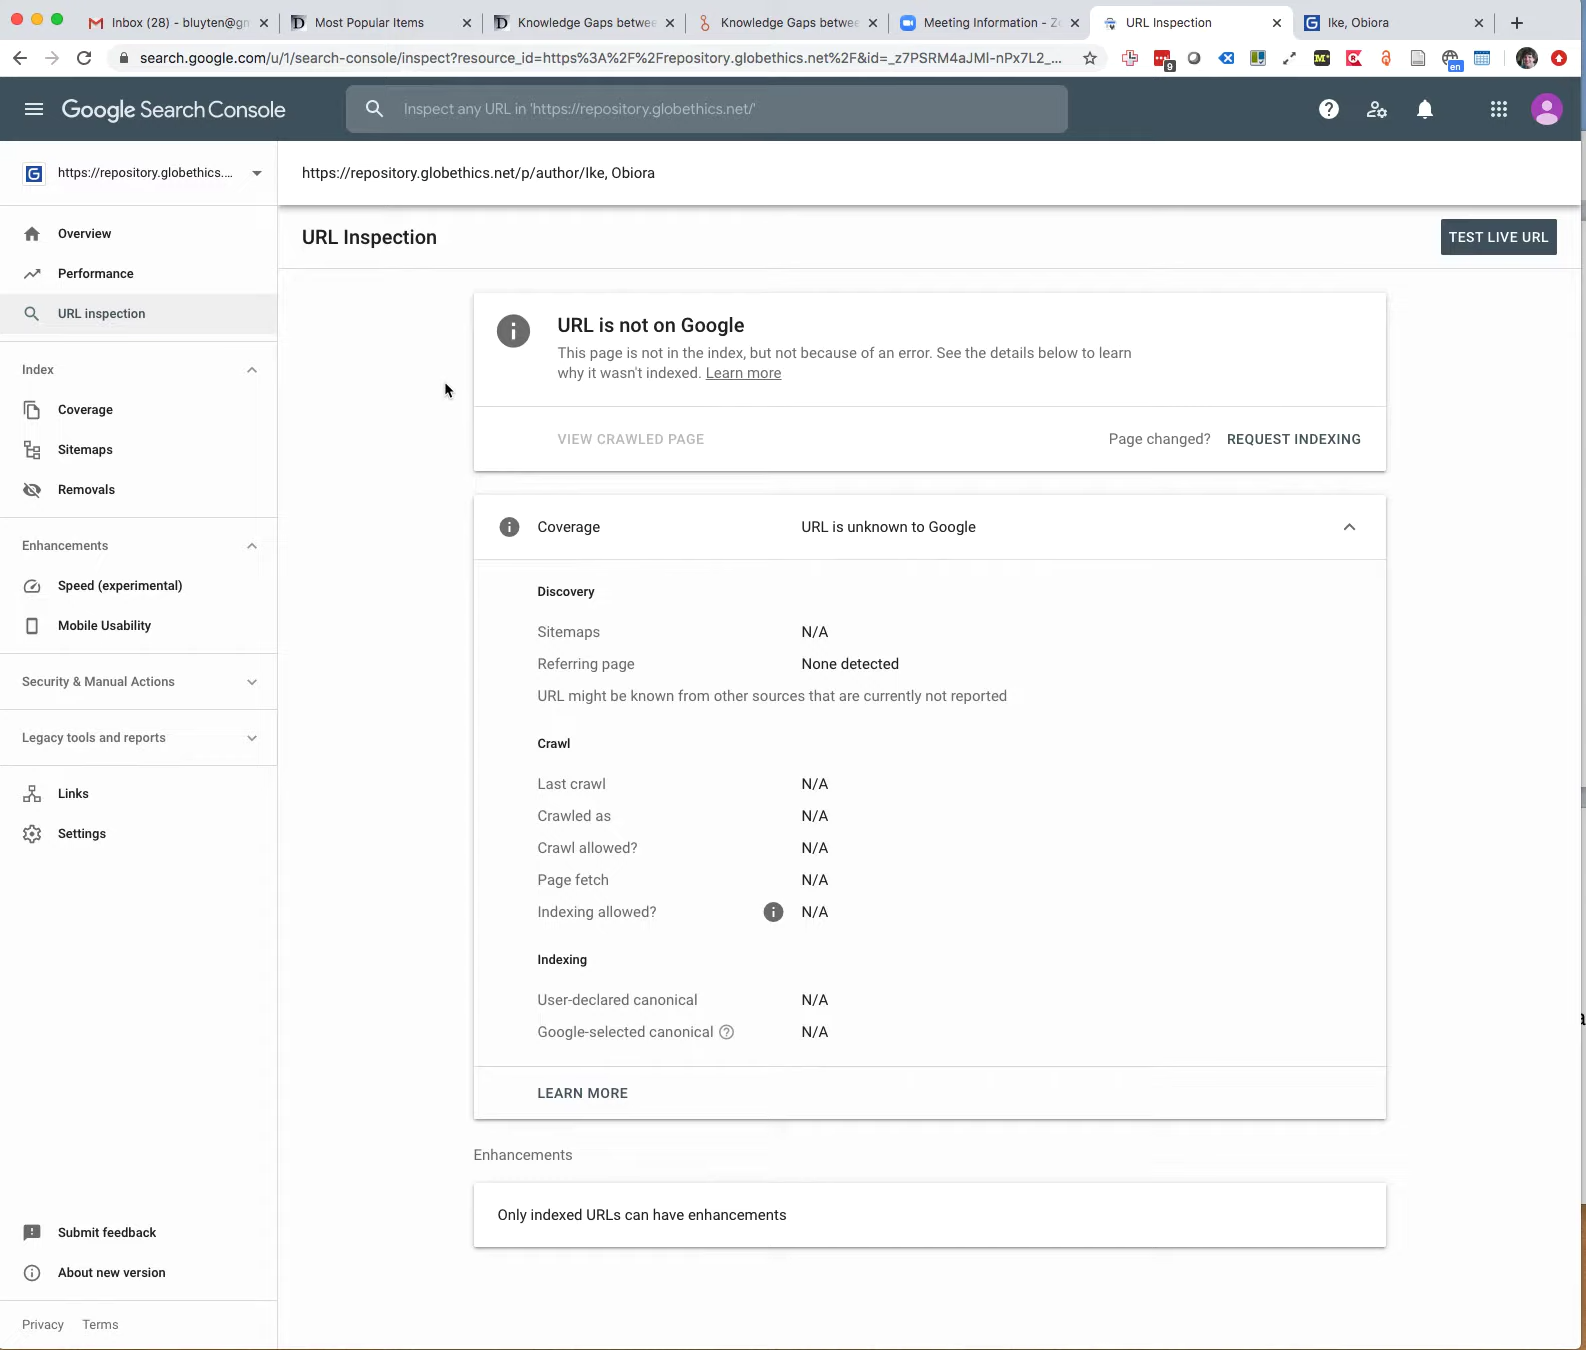 Inbox (28) - bluyten@gm
Most Popular Items
Knowledge Gaps betwee
Knowledge Gaps betwee
Meeting Information - Zo
URL Inspection
Ike, Obiora
search.google.com/u/1/search-console/inspect?resource_id=https%3A%2F%2Frepository.globethics.net%2F&id=_z7PSRM4aJMl-nPx7L2_...
9
M
en
Google Search Console
Inspect any URL in 'https://repository.globethics.net/'
https://repository.globethics....
https://repository.globethics.net/p/author/Ike, Obiora
Overview
Performance
URL inspection
Index
Coverage
Sitemaps
Removals
Enhancements
Speed (experimental)
Mobile Usability
Security & Manual Actions
Legacy tools and reports
Links
Settings
Submit feedback
About new version
Privacy Terms
URL Inspection
TEST LIVE URL
URL is not on Google
This page is not in the index, but not because of an error. See the details below to learn
why it wasn't indexed. Learn more
VIEW CRAWLED PAGE
Page changed? REQUEST INDEXING
Coverage URL is unknown to Google
Discovery
Sitemaps N/A
Referring page None detected
URL might be known from other sources that are currently not reported
Crawl
Last crawl N/A
Crawled as N/A
Crawl allowed? N/A
Page fetch N/A
Indexing allowed? N/A
Indexing
User-declared canonical N/A
Google-selected canonical N/A
LEARN MORE
Enhancements
Only indexed URLs can have enhancements